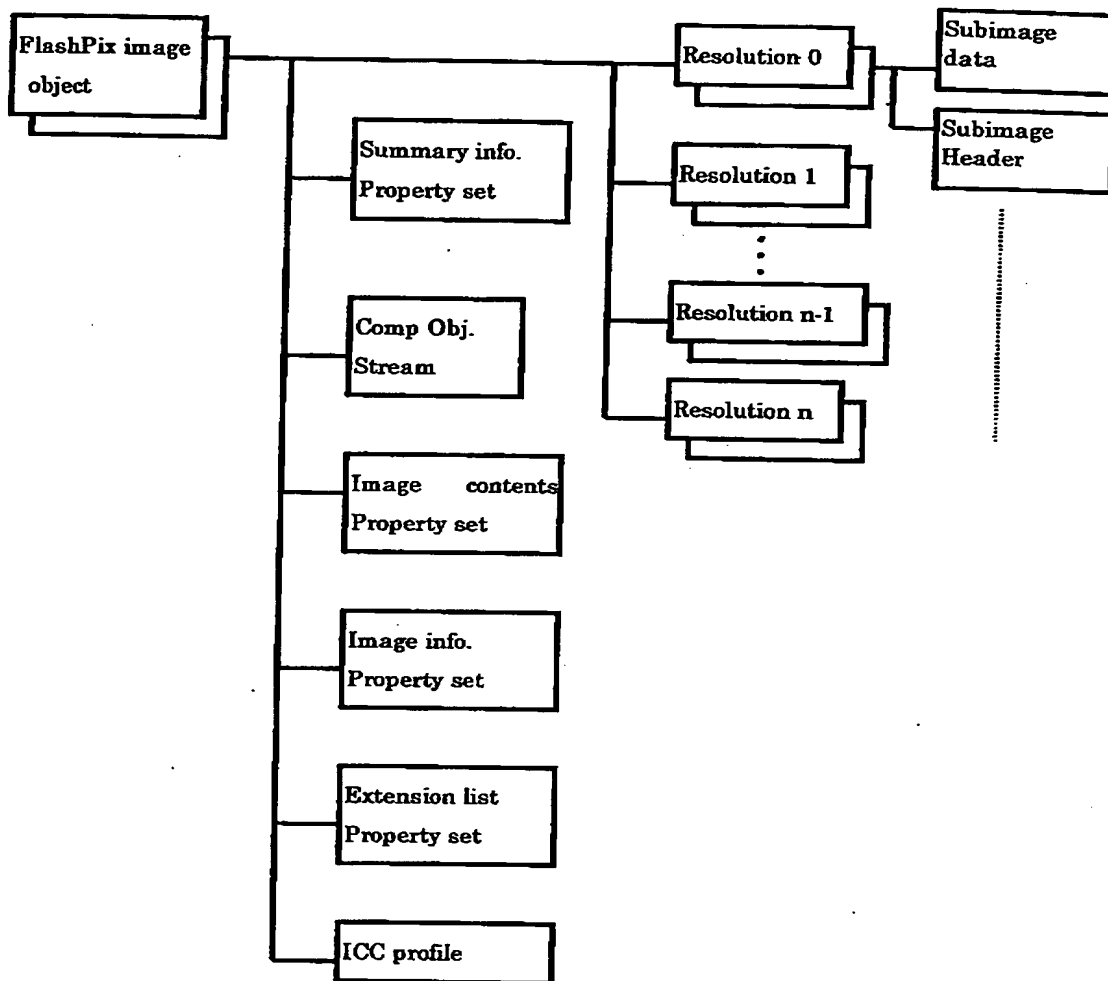 FlashPix image
object
Resolution 0
Subimage
data
Subimage
Header
Summary info.
Property set
Resolution 1
Resolution n-1
Resolution n
Comp Obj.
Stream
Image contents
Property set
Image info.
Property set
Extension list
Property set
ICC profile